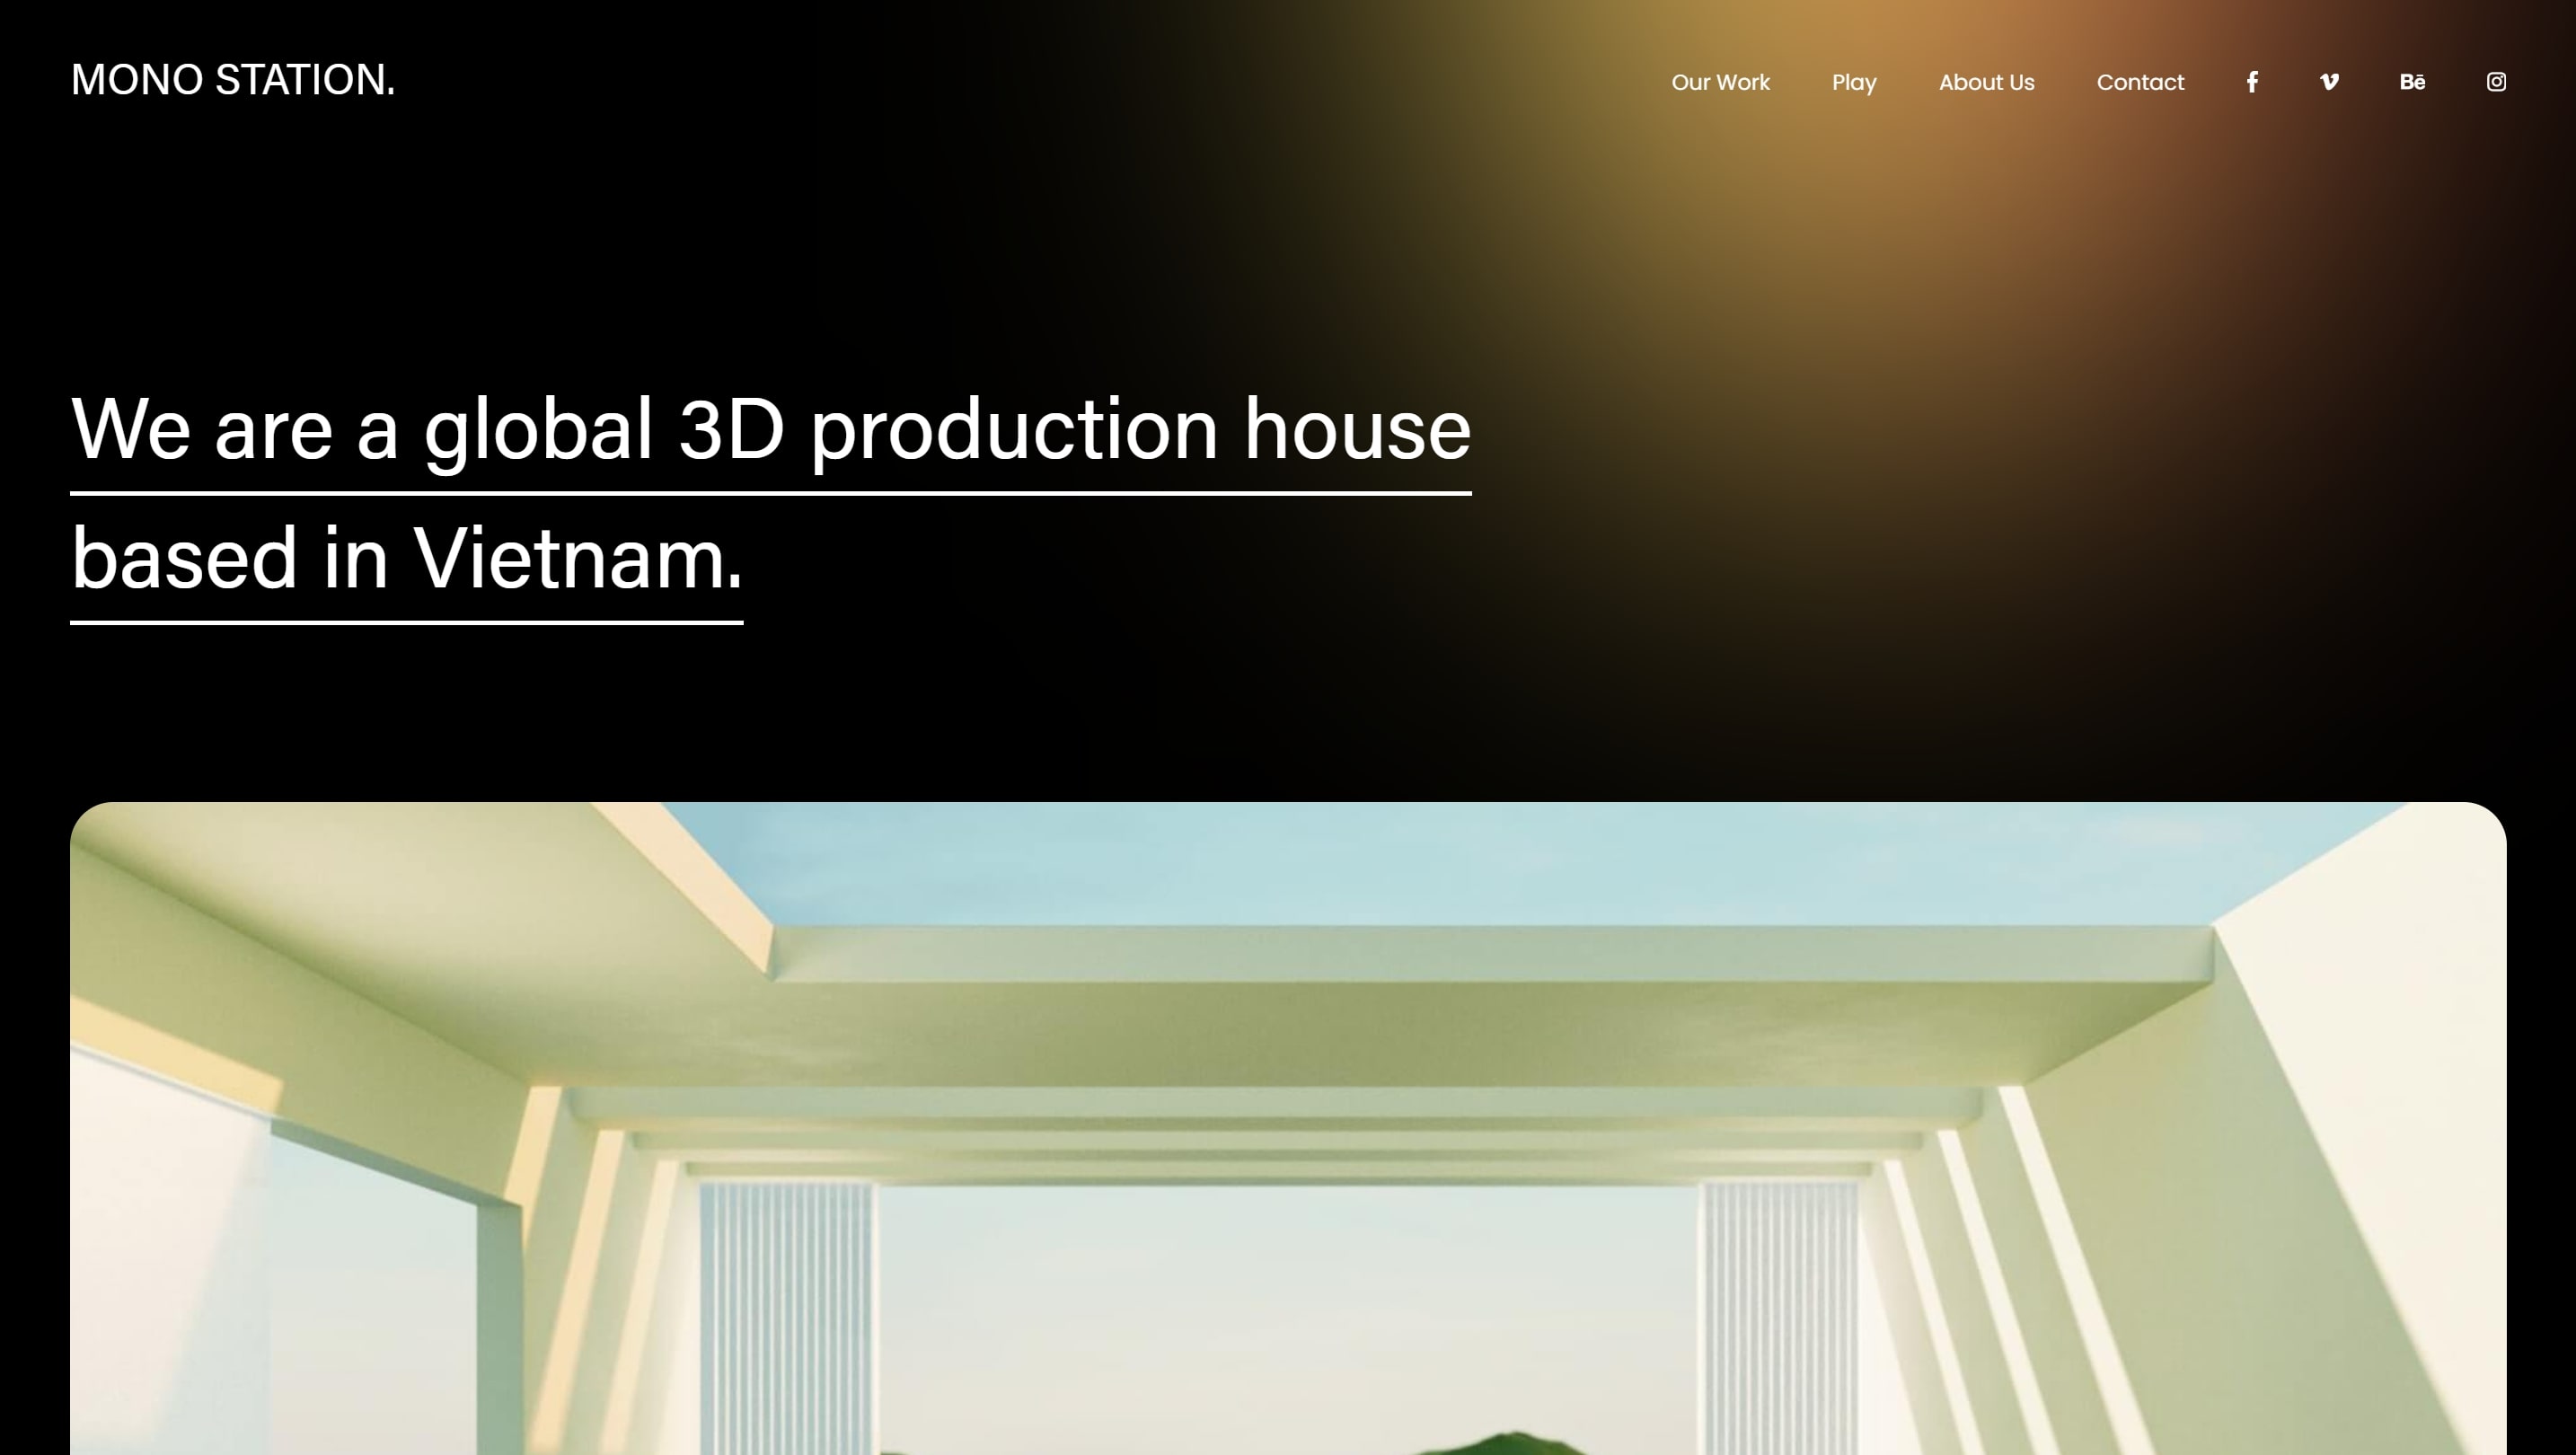 MONO STATION.
Our Work Play About Us Contact f v Bē
We are a global 3D production house
based in Vietnam.